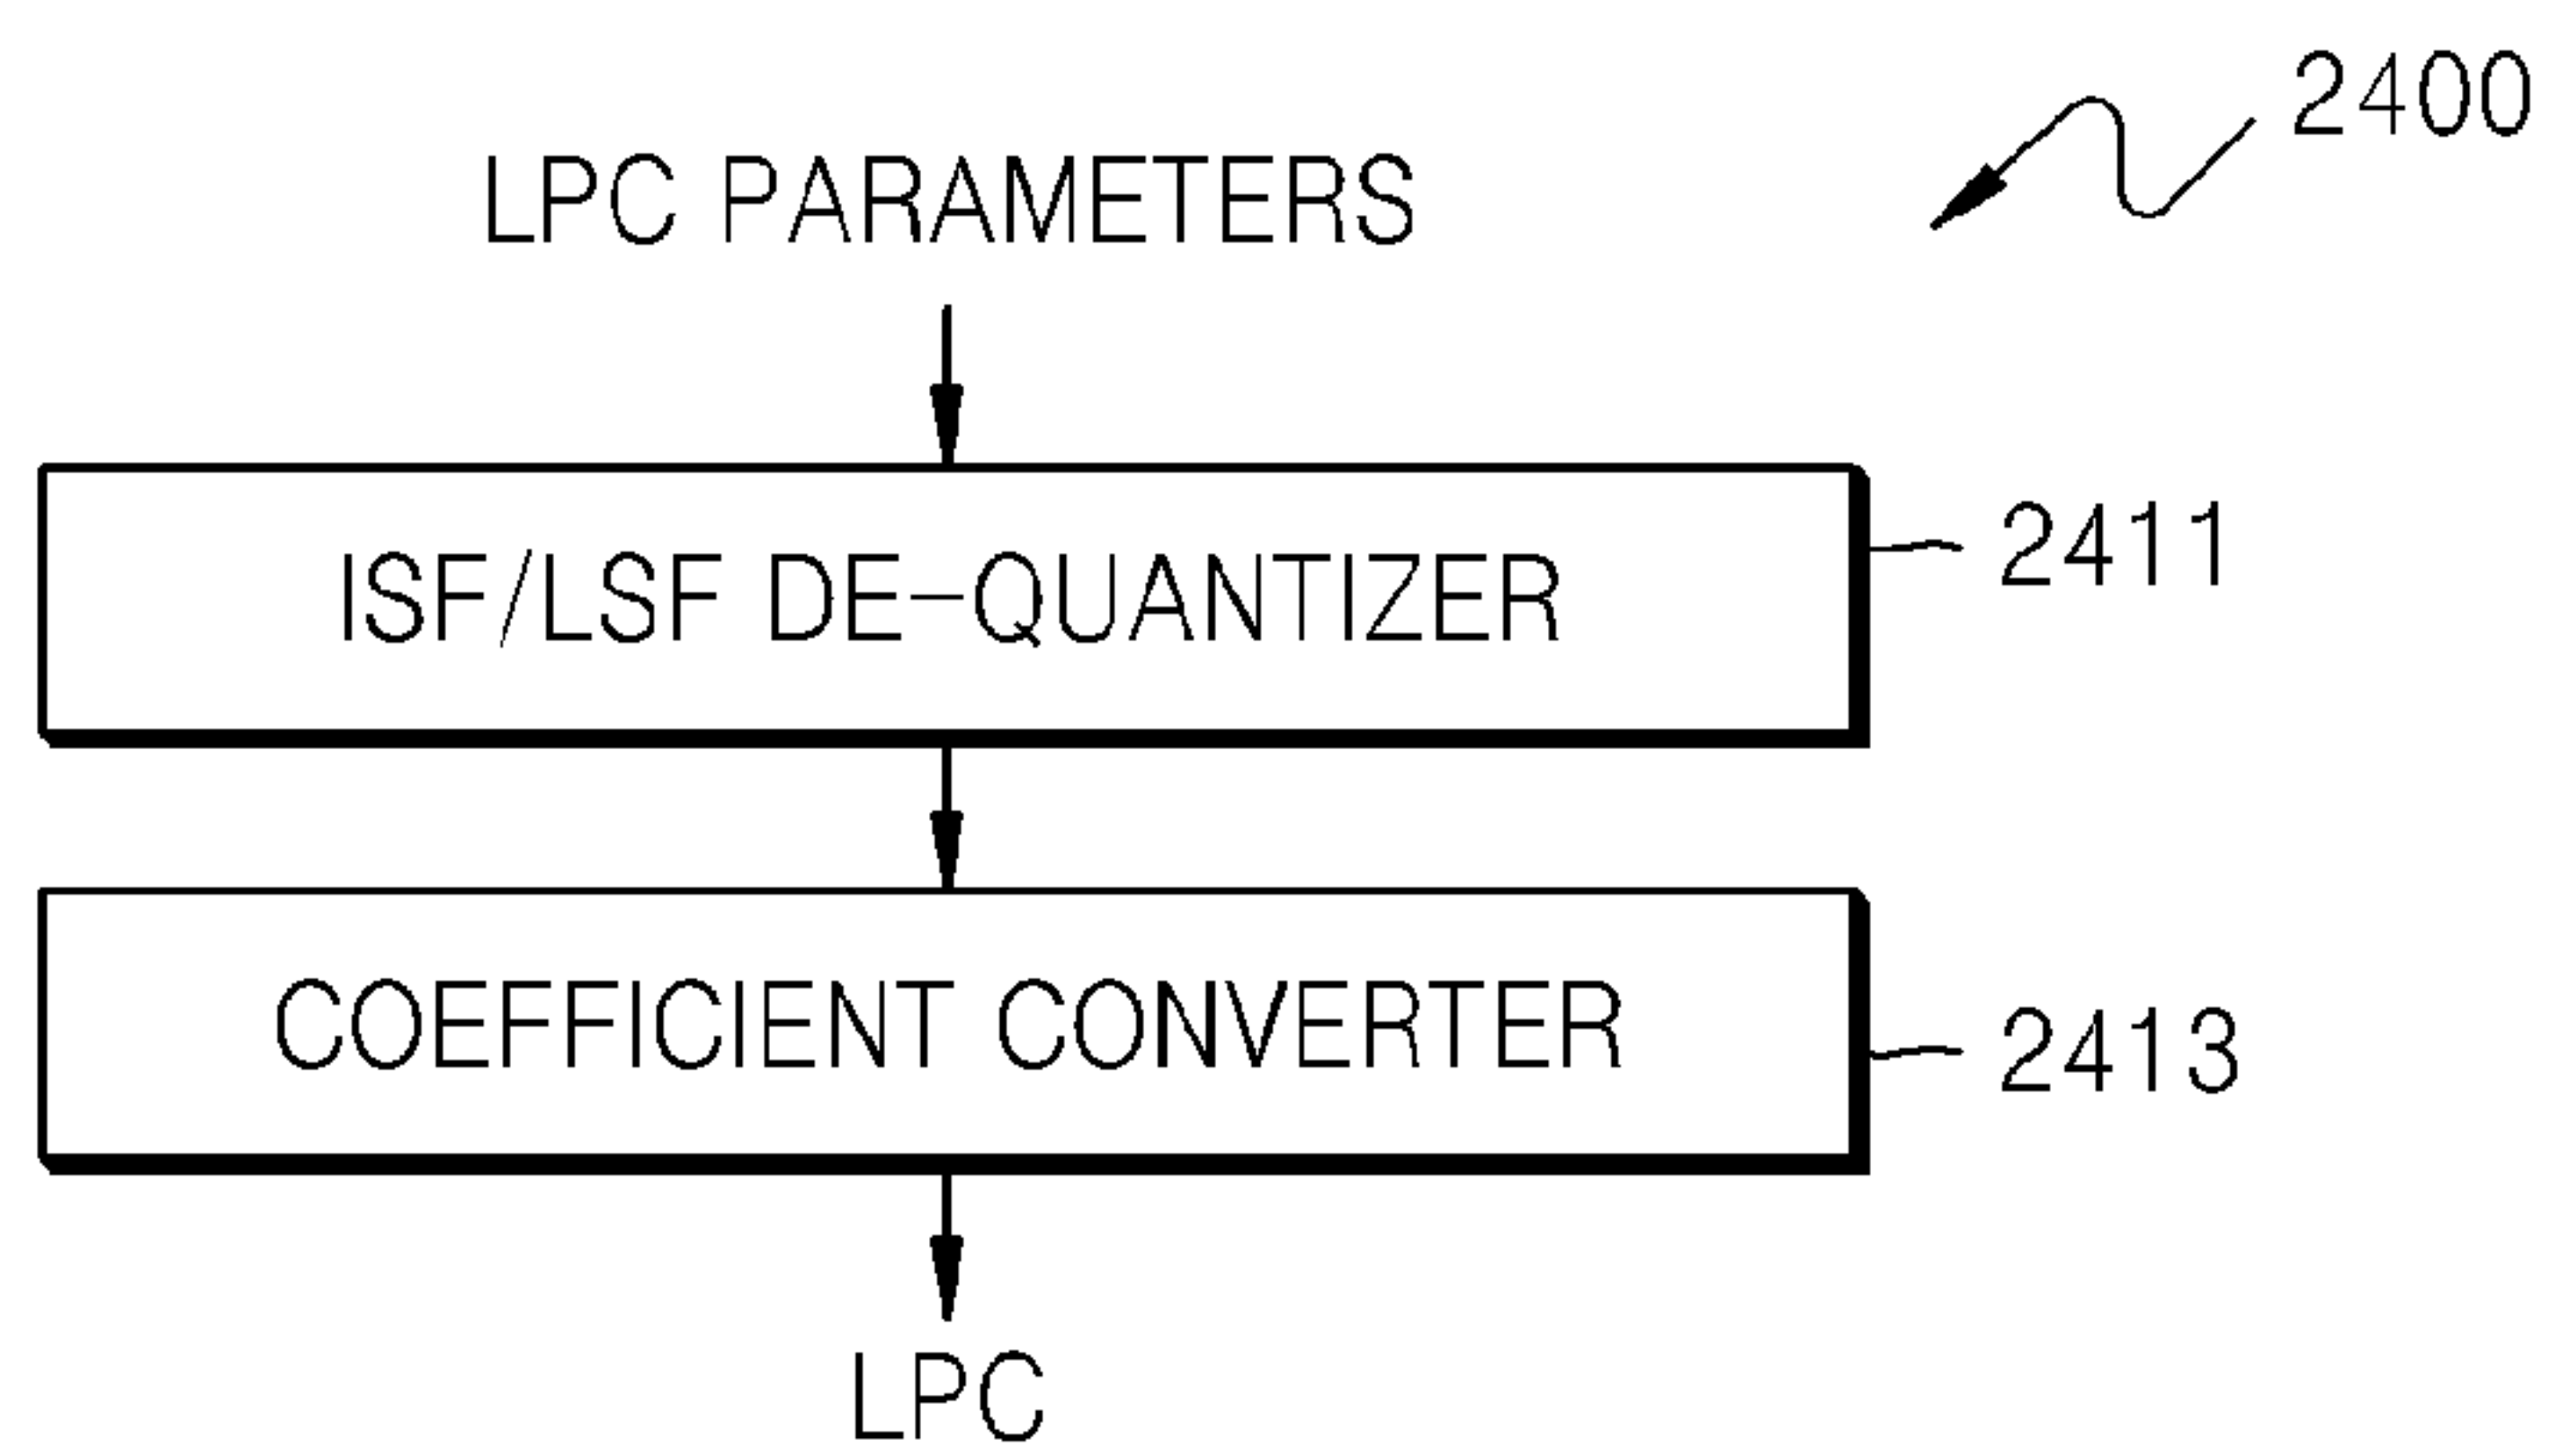 2400
LPC PARAMETERS
ISF/LSF DE-QUANTIZER
2411
COEFFICIENT CONVERTER
2413
LPC